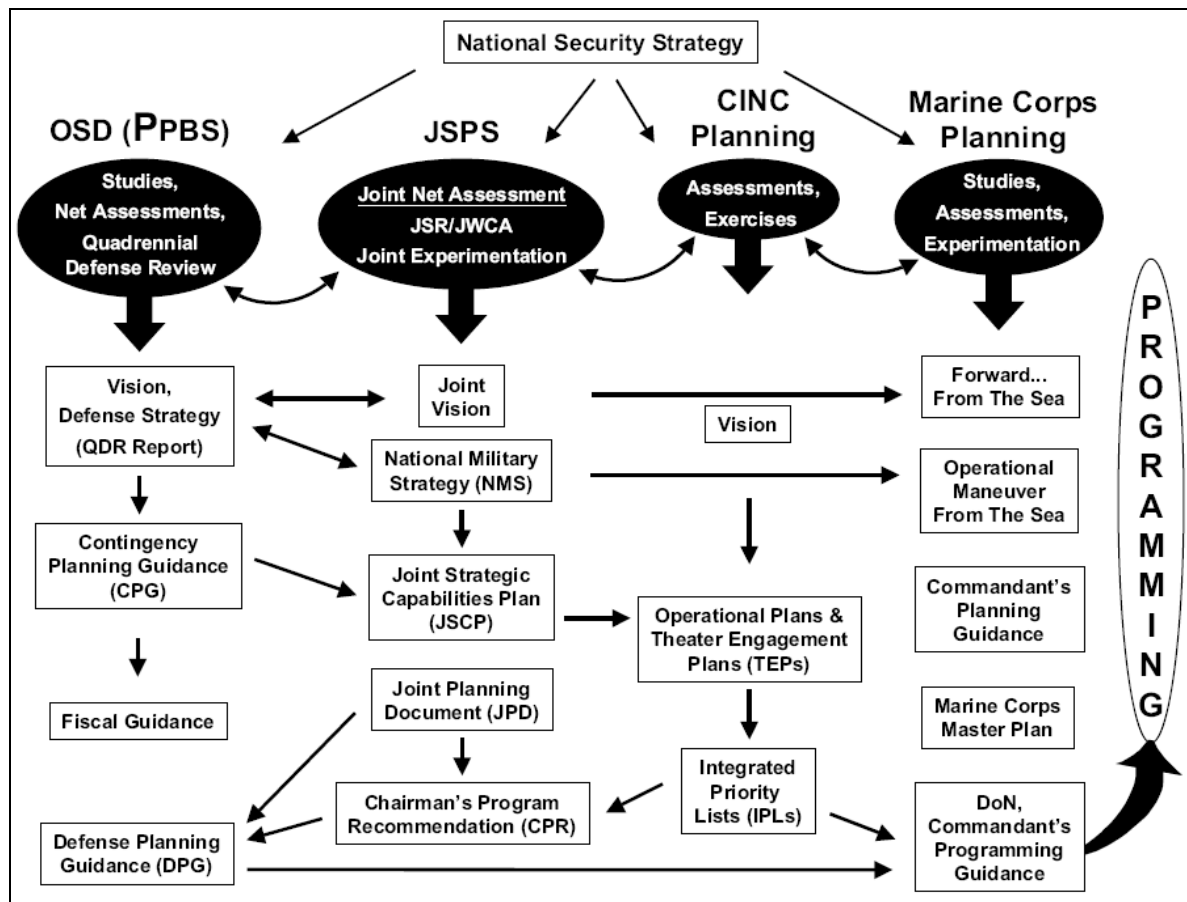 National Security Strategy
OSD (PPBS)
Studies,
Net Assessments,
Quadrennial
Defense Review
Vision,
Defense Strategy
(QDR Report)
Contingency
Planning Guidance
(CPG)
Fiscal Guidance
Defense Planning
Guidance (DPG)
JSPS
Joint Net Assessment
JSR/JWCA
Joint Experimentation
Joint
Vision
National Military
Strategy (NMS)
Joint Strategic
Capabilities Plan
(JSCP)
Joint Planning
Document (JPD)
Chairman's Program
Recommendation (CPR)
CINC
Planning
Assessments,
Exercises
Vision
Operational Plans &
Theater Engagement
Plans (TEPs)
Integrated
Priority
Lists (IPLs)
Marine Corps
Planning
Studies,
Assessments,
Experimentation
Forward...
From The Sea
Operational
Maneuver
From The Sea
Commandant's
Planning
Guidance
Marine Corps
Master Plan
DoN,
Commandant's
Programming
Guidance
PROGRAMMING